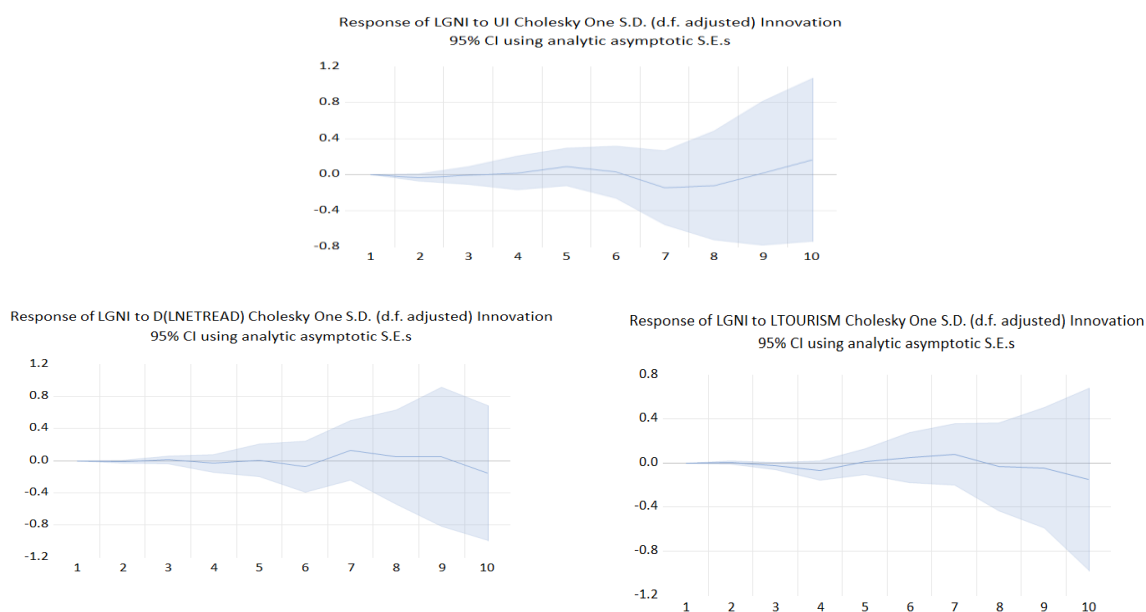 Response of LGNI to UI Cholesky One S.D. (d.f. adjusted) Innovation
95% CI using analytic asymptotic S.E.s
1.2
0.8
0.4
0.0
-0.4
-0.8
1 2 3 4 5 6 7 8 9 10
Response of LGNI to D(LNETREAD) Cholesky One S.D. (d.f. adjusted) Innovation
95% CI using analytic asymptotic S.E.s
1.2
0.8
0.4
0.0
-0.4
-0.8
-1.2
1 2 3 4 5 6 7 8 9 10
Response of LGNI to LTOURISM Cholesky One S.D. (d.f. adjusted) Innovation
95% CI using analytic asymptotic S.E.s
0.8
0.4
0.0
-0.4
-0.8
-1.2
1 2 3 4 5 6 7 8 9 10